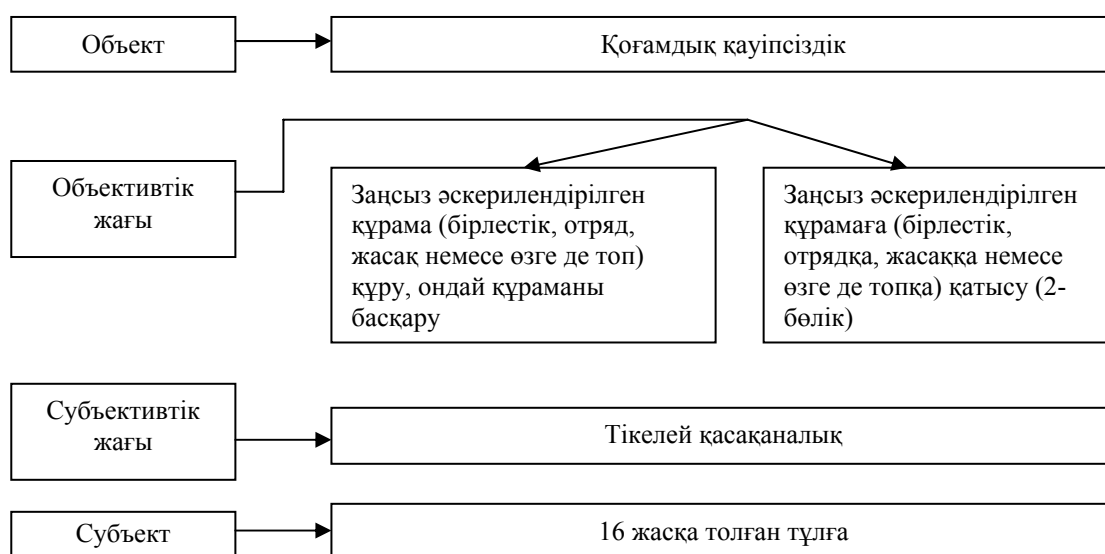 Объект
Қоғамдық қауіпсіздік
Объективтік
жағы
Заңсыз әскерилендірілген
құрама (бірлестік, отряд,
жасақ немесе өзге де топ)
құру, ондай құраманы
басқару
Заңсыз әскерилендірілген
құрамаға (бірлестік,
отрядқа, жасаққа немесе
өзге де топқа) қатысу (2-
бөлік)
Субъективтік
жағы
Тікелей қасақаналық
Субъект
16 жасқа толған тұлға